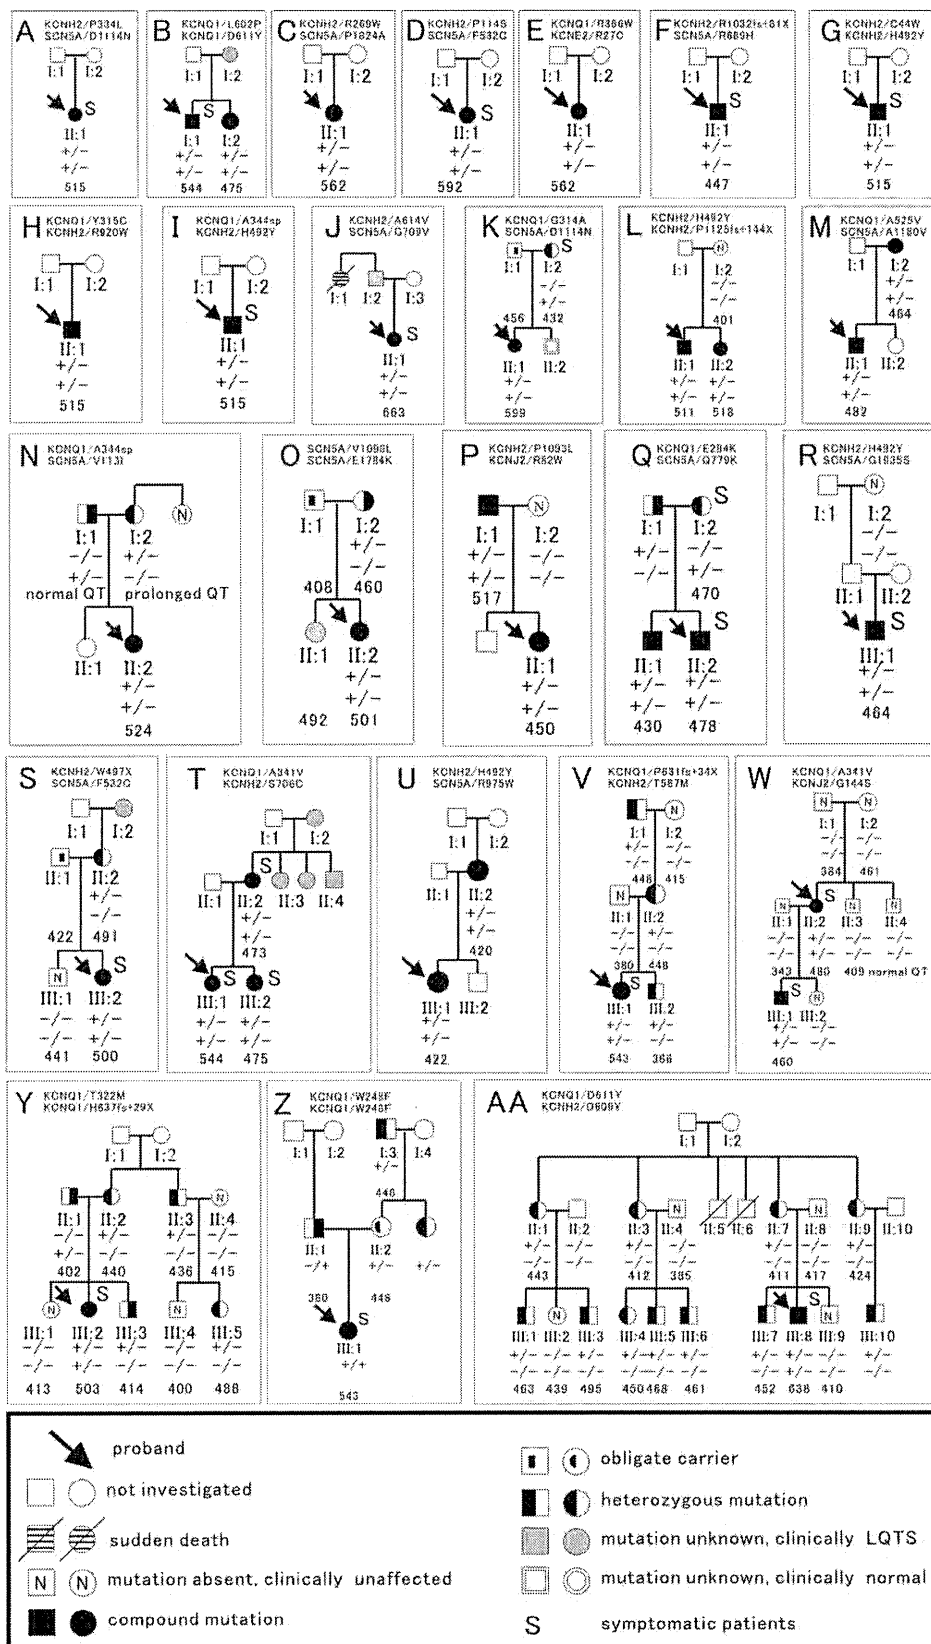 A KCNH2/P334L
SCN5A/D1114N
I:1 I:2
S
II:1
+/−
+/−
515
B KCNQ1/L602P
KCNQ1/D611Y
I:1 I:2
S
I:1 I:2
+/− +/−
+/− +/−
544 475
C KCNH2/R269W
SCN5A/P1824A
I:1 I:2
II:1
+/−
+/−
562
D KCNH2/P114S
SCN5A/F532C
I:1 I:2
S
II:1
+/−
+/−
592
E KCNQ1/R366W
KCNE2/R27C
I:1 I:2
II:1
+/−
+/−
562
F KCNH2/R1032fs+81X
SCN5A/R689H
I:1 I:2
S
II:1
+/−
+/−
447
G KCNH2/C44W
KCNH2/H492Y
I:1 I:2
S
II:1
+/−
+/−
515
H KCNQ1/Y315C
KCNH2/R920W
I:1 I:2
II:1
+/−
+/−
515
I KCNQ1/A344sp
KCNH2/H492Y
I:1 I:2
S
II:1
+/−
+/−
515
J KCNH2/A614V
SCN5A/G709V
I:1 I:2 I:3
S
II:1
+/−
+/−
663
K KCNQ1/G314A
SCN5A/D1114N
S
I:1 I:2
−/−
+/−
456 432
II:1 II:2
+/−
+/−
599
L KCNH2/H492Y
KCNH2/P1125fs+144X
N
I:1 I:2
−/−
−/−
401
II:1 II:2
+/− +/−
+/− +/−
511 518
M KCNQ1/A525V
SCN5A/A1180V
I:1 I:2
+/−
+/−
464
II:1 II:2
+/−
+/−
482
N KCNQ1/A344sp
SCN5A/V113I
N
I:1 I:2
−/− +/−
+/− −/−
normal QT prolonged QT
II:1 II:2
+/−
+/−
524
O SCN5A/V1098L
SCN5A/E1784K
I:1 I:2
+/−
−/−
408 460
II:1 II:2
+/−
+/−
492 501
P KCNH2/P1093L
KCNJ2/R82W
N
I:1 I:2
+/− −/−
+/− −/−
517
II:1
+/−
+/−
450
Q KCNQ1/E284K
SCN5A/Q779K
S
I:1 I:2
+/− −/−
−/− +/−
470
S
II:1 II:2
+/− +/−
+/− +/−
430 478
R KCNH2/H492Y
SCN5A/G1935S
N
I:1 I:2
−/−
−/−
II:1 II:2
S
III:1
+/−
+/−
464
S KCNH2/W497X
SCN5A/F532C
I:1 I:2
II:1 II:2
+/−
−/−
422 491
N S
III:1 III:2
−/− +/−
−/− +/−
441 500
T KCNQ1/A341V
KCNH2/S706C
I:1 I:2
S
II:1 II:2 II:3 II:4
+/−
+/−
473
S S
III:1 III:2
+/− +/−
+/− +/−
544 475
U KCNH2/H492Y
SCN5A/R975W
I:1 I:2
II:1 II:2
+/−
+/−
420
III:1 III:2
+/−
+/−
422
V KCNQ1/P631fs+34X
KCNH2/T587M
N
I:1 I:2
+/− −/−
−/− −/−
448 415
N
II:1 II:2
−/− +/−
−/− −/−
380 448
S
III:1 III:2
+/− +/−
+/− −/−
543 366
W KCNQ1/A341V
KCNJ2/G144S
N N
I:1 I:2
−/− −/−
−/− −/−
384 461
S
N N N
II:1 II:2 II:3 II:4
−/− +/− −/− −/−
−/− +/− −/− −/−
343 480 409 normal QT
S N
III:1 III:2
+/− −/−
+/− −/−
460
Y KCNQ1/T322M
KCNQ1/H637fs+29X
I:1 I:2
N
II:1 II:2 II:3 II:4
−/− +/− +/− −/−
+/− −/− −/− −/−
402 440 436 415
N S N
III:1 III:2 III:3 III:4 III:5
−/− +/− +/− −/− +/−
−/− +/− −/− −/− −/−
413 503 414 400 488
Z KCNQ1/W248F
KCNQ1/W248F
I:1 I:2 I:3 I:4
+/−
446
II:1 II:2
−/+ +/− +/−
380 448
S
III:1
+/+
543
AA KCNQ1/D611Y
KCNH2/D609Y
I:1 I:2
N N
II:1 II:2 II:3 II:4 II:5 II:6 II:7 II:8 II:9 II:10
+/− −/− +/− −/− +/− −/− +/−
−/− −/− −/− −/− −/− −/− −/−
443 412 385 411 417 424
N S N
III:1 III:2 III:3 III:4 III:5 III:6 III:7 III:8 III:9 III:10
+/− −/− +/− +/− +/− +/− +/− +/− −/− +/−
−/− −/− −/− −/− −/− −/− −/− +/− −/− −/−
463 439 495 450 468 461 452 638 410
proband
not investigated
sudden death
N N mutation absent, clinically unaffected
compound mutation
obligate carrier
heterozygous mutation
mutation unknown, clinically LQTS
mutation unknown, clinically normal
S symptomatic patients